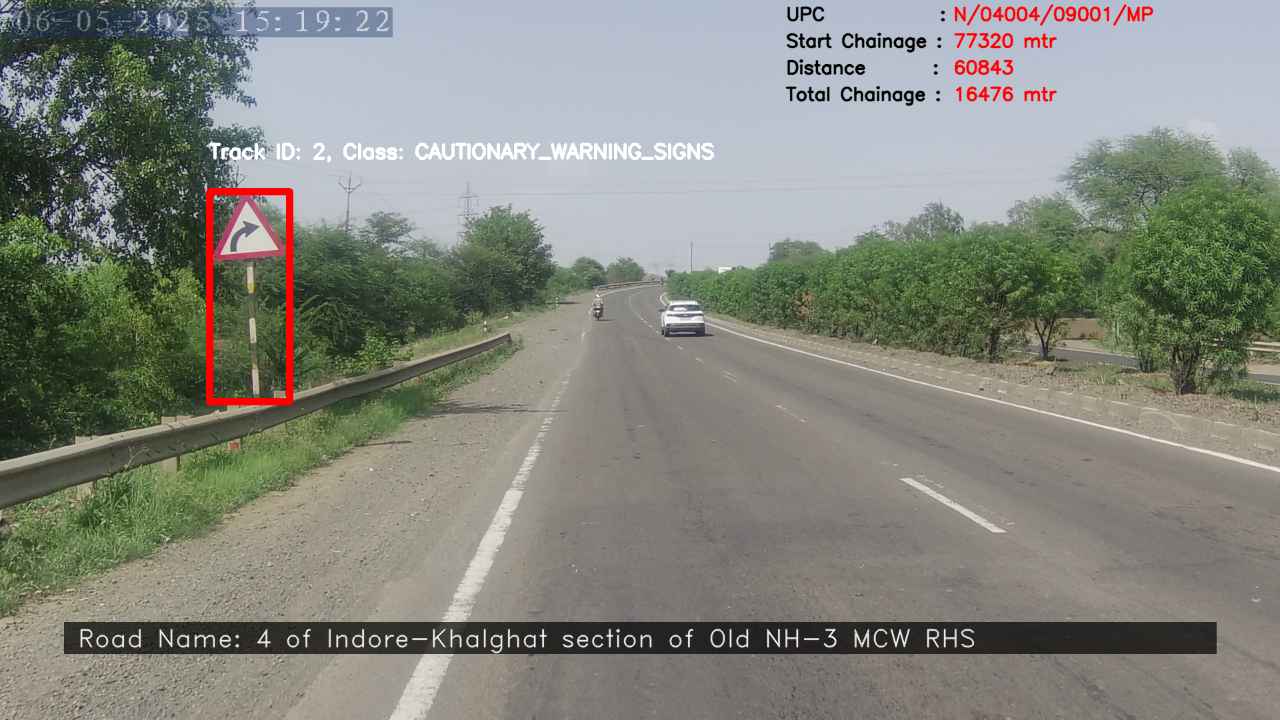 06-05-2025 15:19:22
UPC : N/04004/09001/MP
Start Chainage : 77320 mtr
Distance : 60843
Total Chainage : 16476 mtr
Track ID: 2, Class: CAUTIONARY_WARNING_SIGNS
Road Name: 4 of Indore-Khalghat section of Old NH-3 MCW RHS